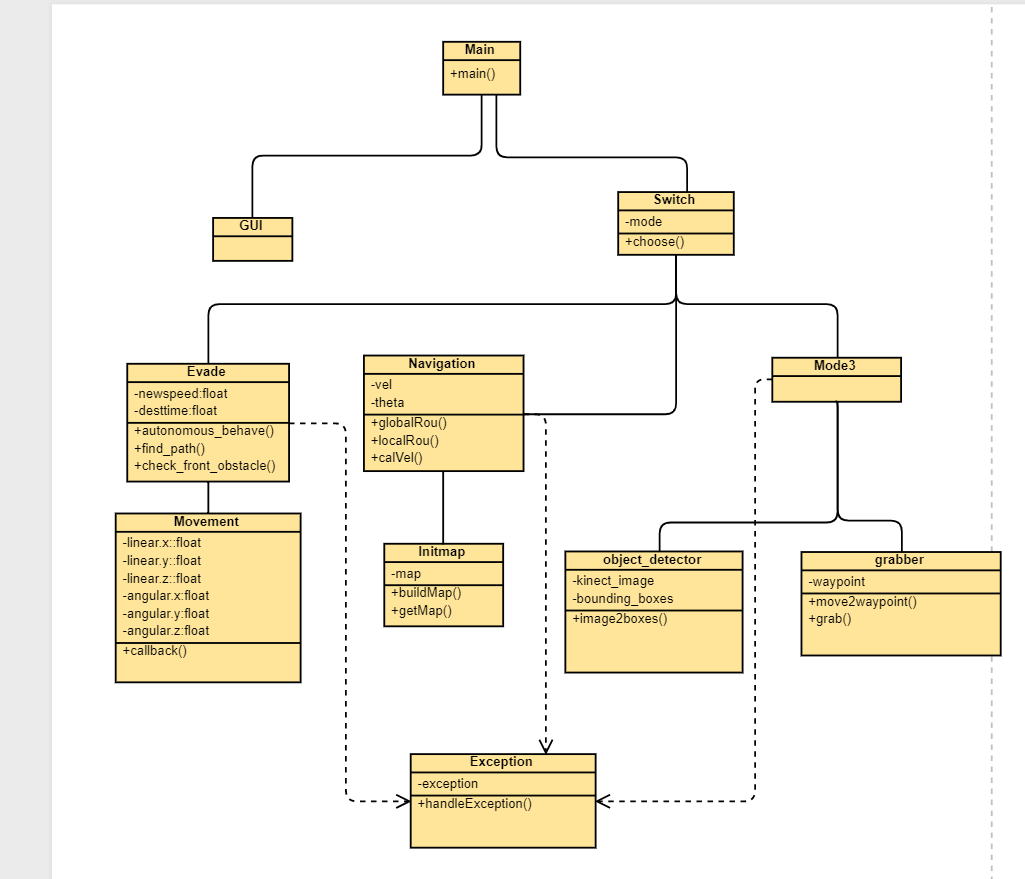 Main
+main()
GUI
Switch
-mode
+choose()
Evade
-newspeed:float
-desttime:float
+autonomous_behave()
+find_path()
+check_front_obstacle()
Navigation
-vel
-theta
+globalRou()
+localRou()
+calVel()
Mode3
Movement
-linear.x::float
-linear.y::float
-linear.z::float
-angular.x:float
-angular.y:float
-angular.z:float
+callback()
Initmap
-map
+buildMap()
+getMap()
object_detector
-kinect_image
-bounding_boxes
+image2boxes()
grabber
-waypoint
+move2waypoint()
+grab()
Exception
-exception
+handleException()